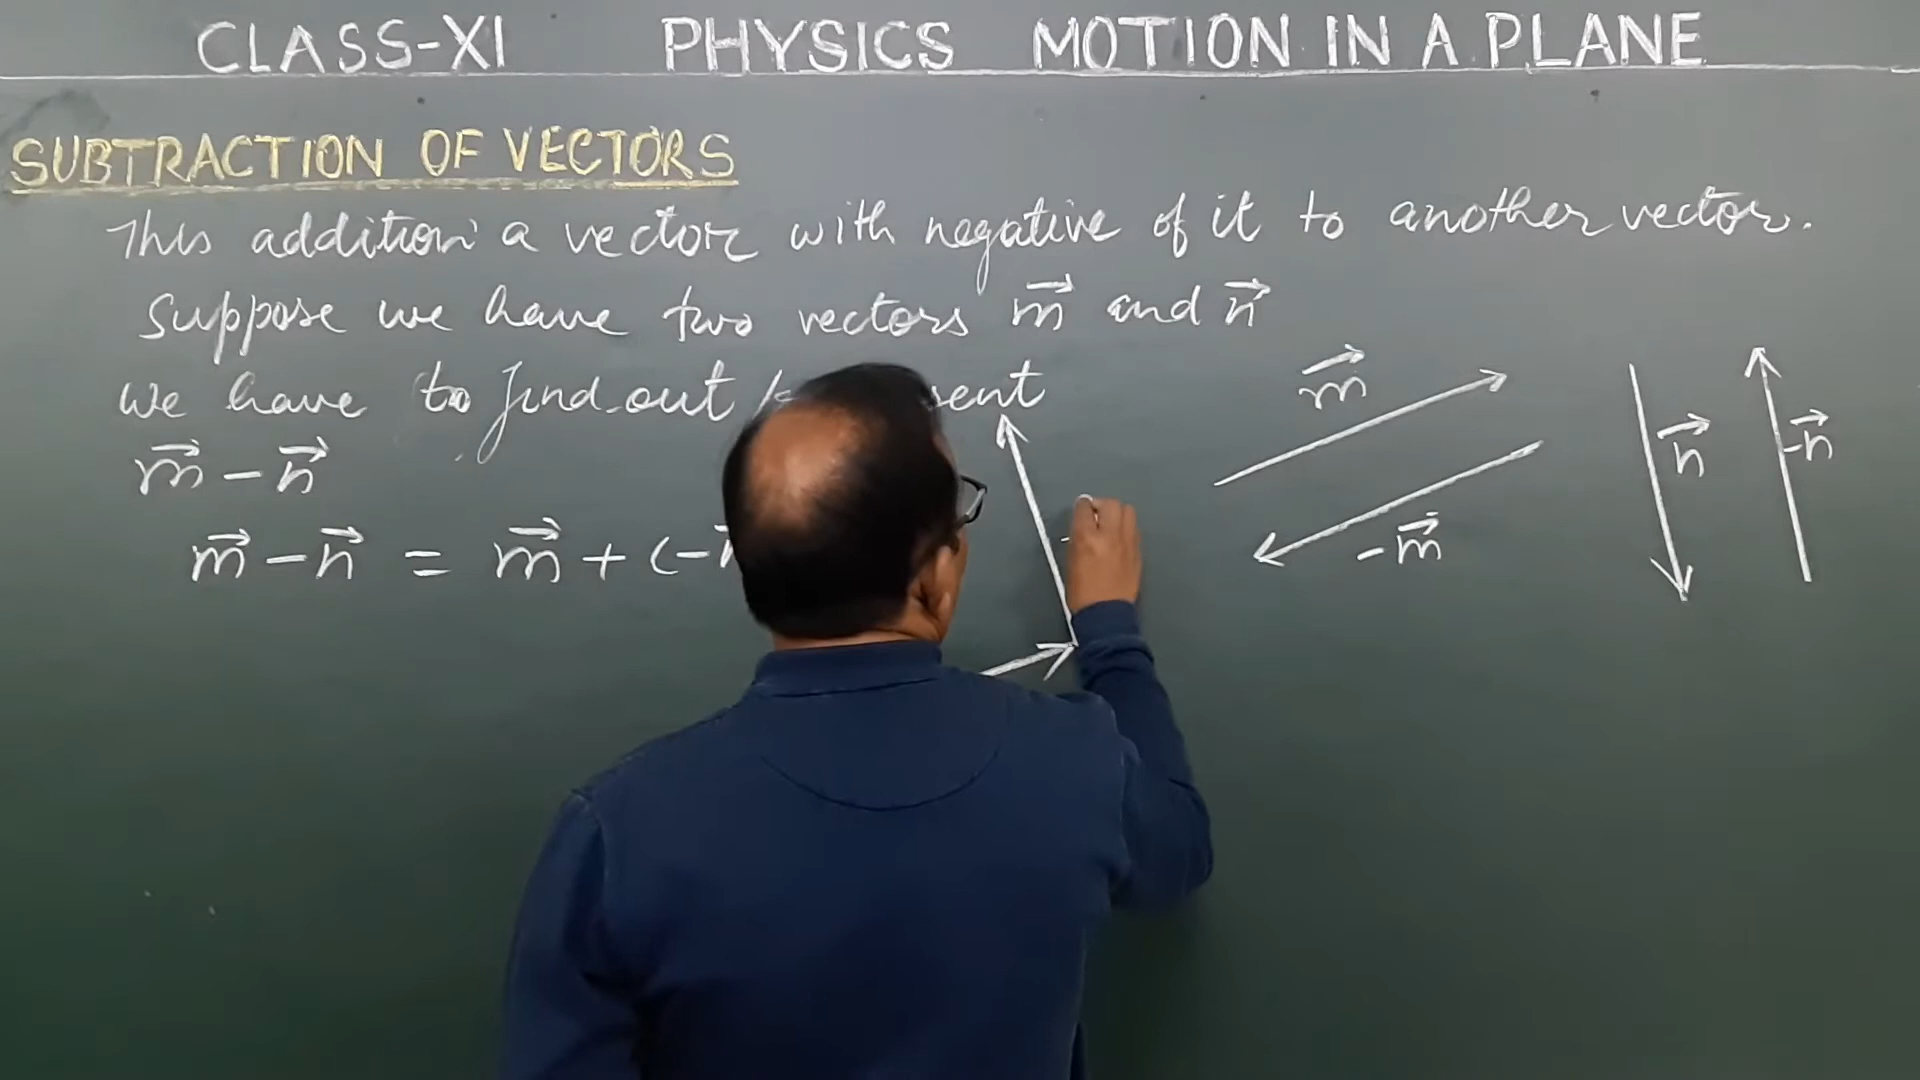 CLASS-XI PHYSICS MOTION IN A PLANE
SUBTRACTION OF VECTORS
This addition a vector with negative of it to another vector.
Suppose we have two vectors m⃗ and n⃗
We have to find out
m⃗ - n⃗
m⃗ - n⃗ = m⃗ + (-
m⃗
-m⃗
n⃗
-n⃗